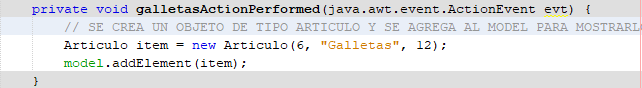 private void galletasActionPerformed(java.awt.event.ActionEvent evt) {
// SE CREA UN OBJETO DE TIPO ARTICULO Y SE AGREGA AL MODEL PARA MOSTRARL
Articulo item = new Articulo(6, "Galletas", 12);
model.addElement(item);
}